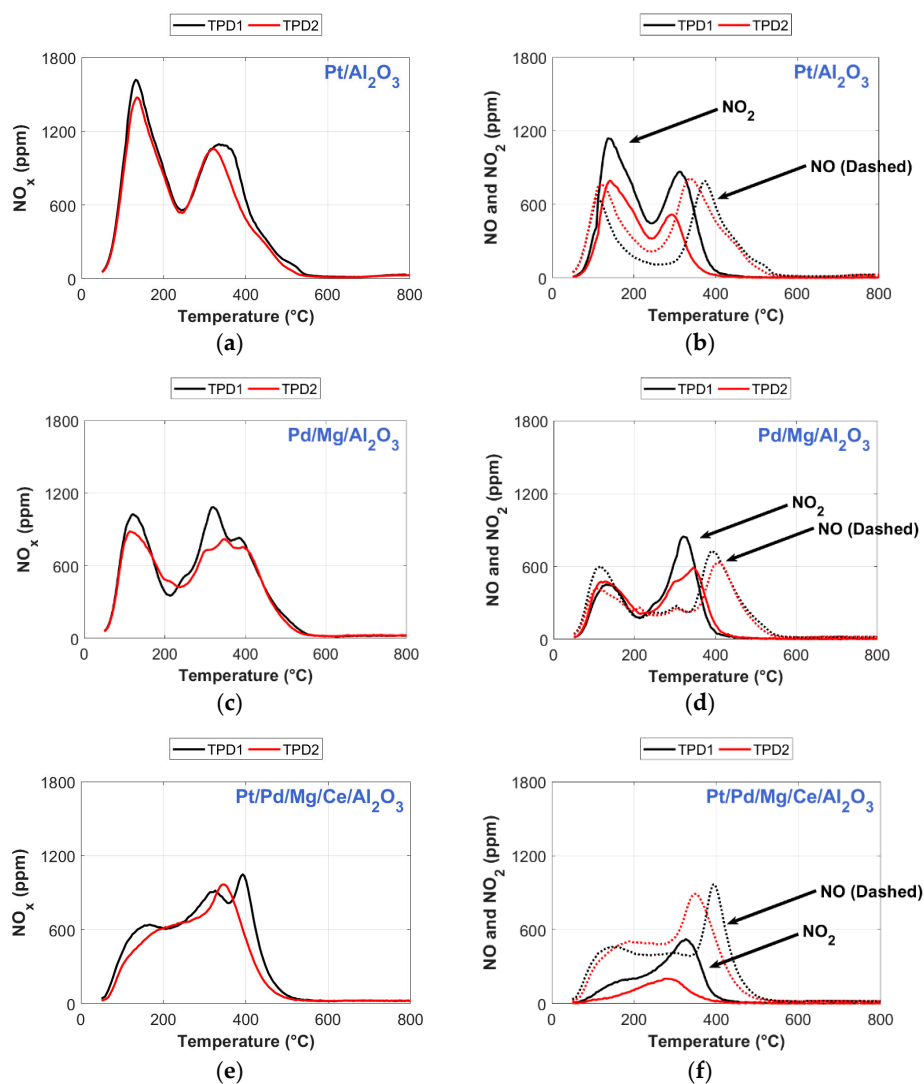 TPD1 TPD2
TPD1 TPD2
Pt/Al₂O₃
NOₓ (ppm)
1800
1200
600
0
0 200 400 600 800
Temperature (°C)
(a)
Pt/Al₂O₃
NO₂
NO (Dashed)
NO and NO₂ (ppm)
1800
1200
600
0
0 200 400 600 800
Temperature (°C)
(b)
TPD1 TPD2
TPD1 TPD2
Pd/Mg/Al₂O₃
NOₓ (ppm)
1800
1200
600
0
0 200 400 600 800
Temperature (°C)
(c)
Pd/Mg/Al₂O₃
NO₂
NO (Dashed)
NO and NO₂ (ppm)
1800
1200
600
0
0 200 400 600 800
Temperature (°C)
(d)
TPD1 TPD2
TPD1 TPD2
Pt/Pd/Mg/Ce/Al₂O₃
NOₓ (ppm)
1800
1200
600
0
0 200 400 600 800
Temperature (°C)
(e)
Pt/Pd/Mg/Ce/Al₂O₃
NO (Dashed)
NO₂
NO and NO₂ (ppm)
1800
1200
600
0
0 200 400 600 800
Temperature (°C)
(f)